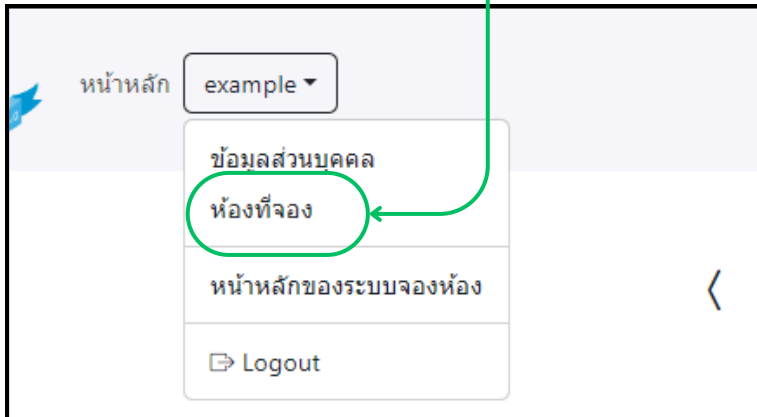 หน้าหลัก example
ข้อมูลส่วนบุคคล
ห้องที่จอง
หน้าหลักของระบบจองห้อง
Logout